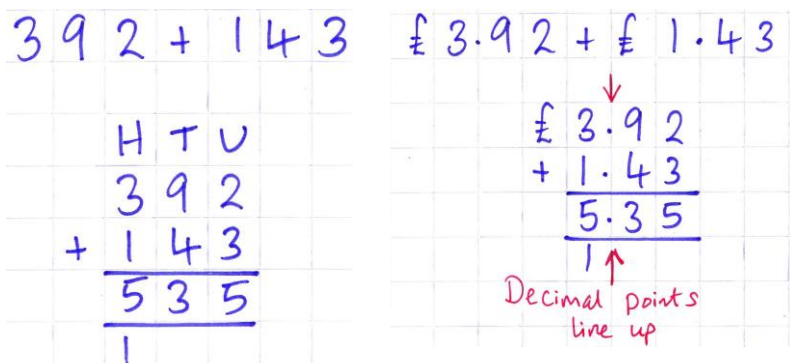 392 + 143
H T U
392
+ 143
535
1
£3.92 + £1.43
£3.92
+ 1.43
5.35
1
Decimal points
line up